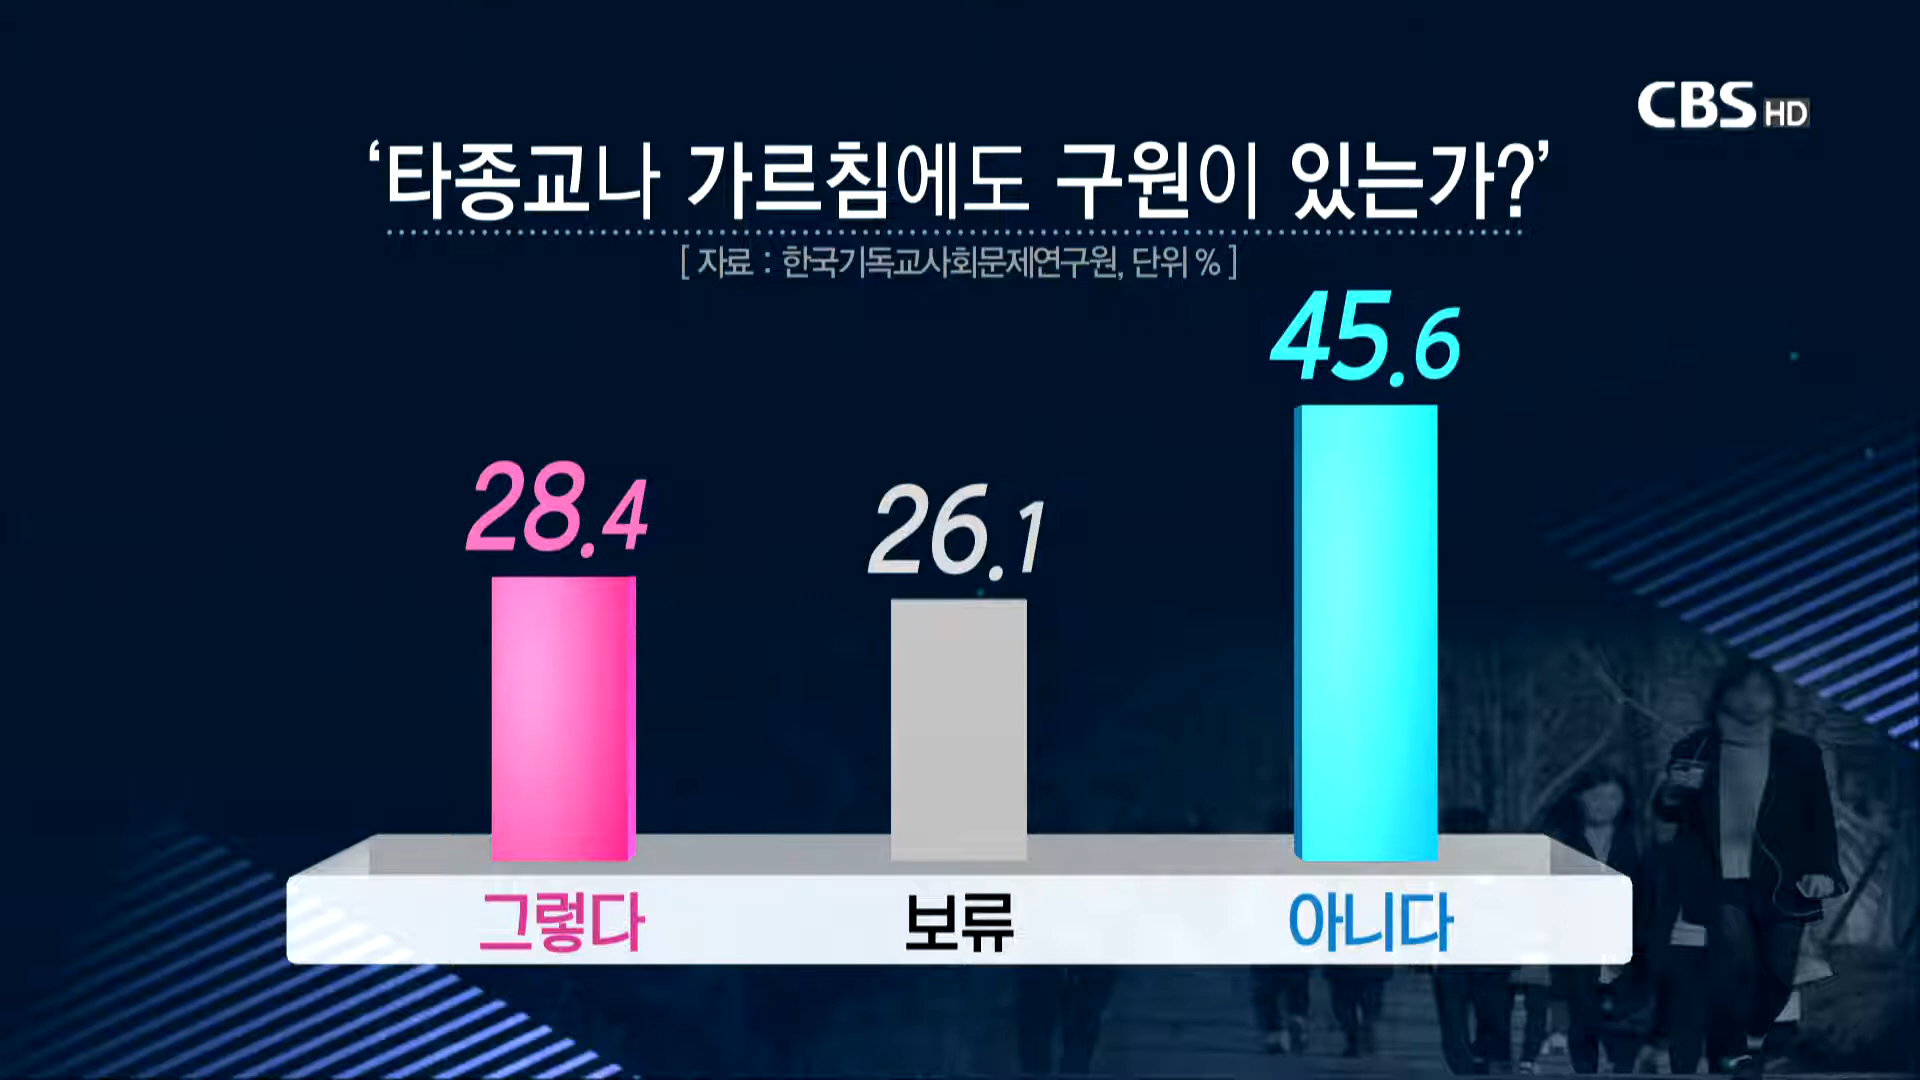 CBS HD
‘타종교나 가르침에도 구원이 있는가?’
[ 자료 : 한국기독교사회문제연구원, 단위 % ]
45.6
28.4
26.1
그렇다 보류 아니다